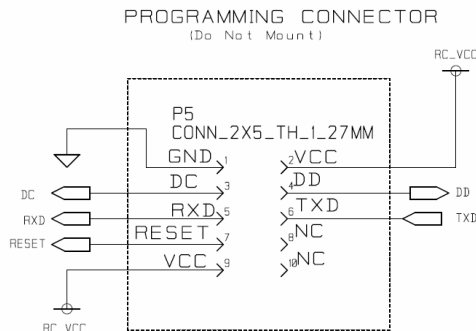 PROGRAMMING CONNECTOR
(Do Not Mount)
RC_VCC
P5
CONN_2X5_TH_1_27MM
GND 1 2 VCC
DC DC 3 4 DD DD
RXD RXD 5 6 TXD TXD
RESET RESET 7 8 NC
VCC 9 10 NC
RC_VCC